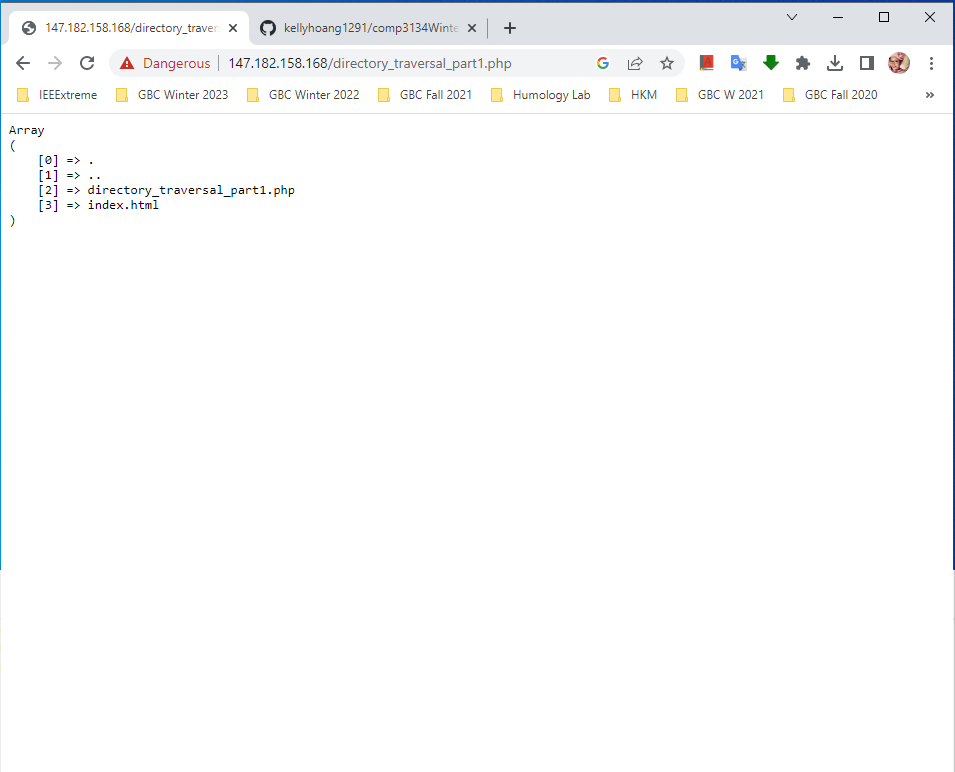 147.182.158.168/directory_traver
kellyhoang1291/comp3134Winte
Dangerous
147.182.158.168/directory_traversal_part1.php
IEEExtreme
GBC Winter 2023
GBC Winter 2022
GBC Fall 2021
Humology Lab
HKM
GBC W 2021
GBC Fall 2020
»
Array
(
[0] => .
[1] => ..
[2] => directory_traversal_part1.php
[3] => index.html
)